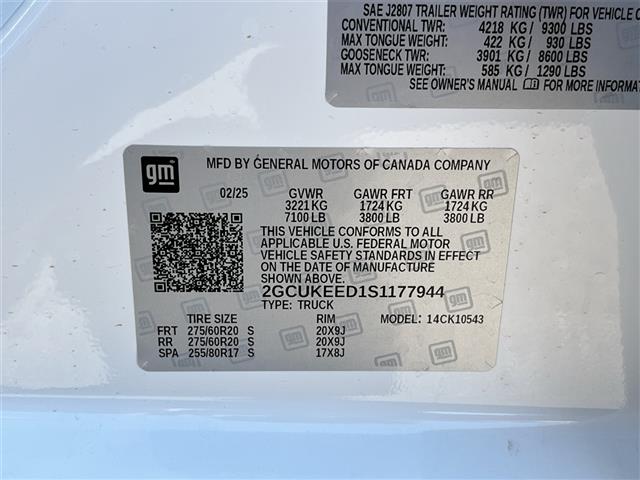 SAE J2807 TRAILER WEIGHT RATING (TWR) FOR VEHICLE
CONVENTIONAL TWR: 4218 KG/ 9300 LBS
MAX TONGUE WEIGHT: 422 KG/ 930 LBS
GOOSENECK TWR: 3901 KG/ 8600 LBS
MAX TONGUE WEIGHT: 585 KG/ 1290 LBS
SEE OWNER'S MANUAL FOR MORE
gm MFD BY GENERAL MOTORS OF CANADA COMPANY
02/25 GVWR GAWR FRT GAWR RR
3221 KG 1724 KG 1724 KG
7100 LB 3800 LB 3800 LB
THIS VEHICLE CONFORMS TO ALL
APPLICABLE U.S. FEDERAL MOTOR
VEHICLE SAFETY STANDARDS IN
EFFECT ON THE DATE OF MANUFACTURE
SHOWN ABOVE.
2GCUKEED1S1177944
TYPE: TRUCK
TIRE SIZE RIM MODEL: 14CK10543
FRT 275/60R20 S 20X9J
RR 275/60R20 S 20X9J
SPA 255/80R17 S 17X8J